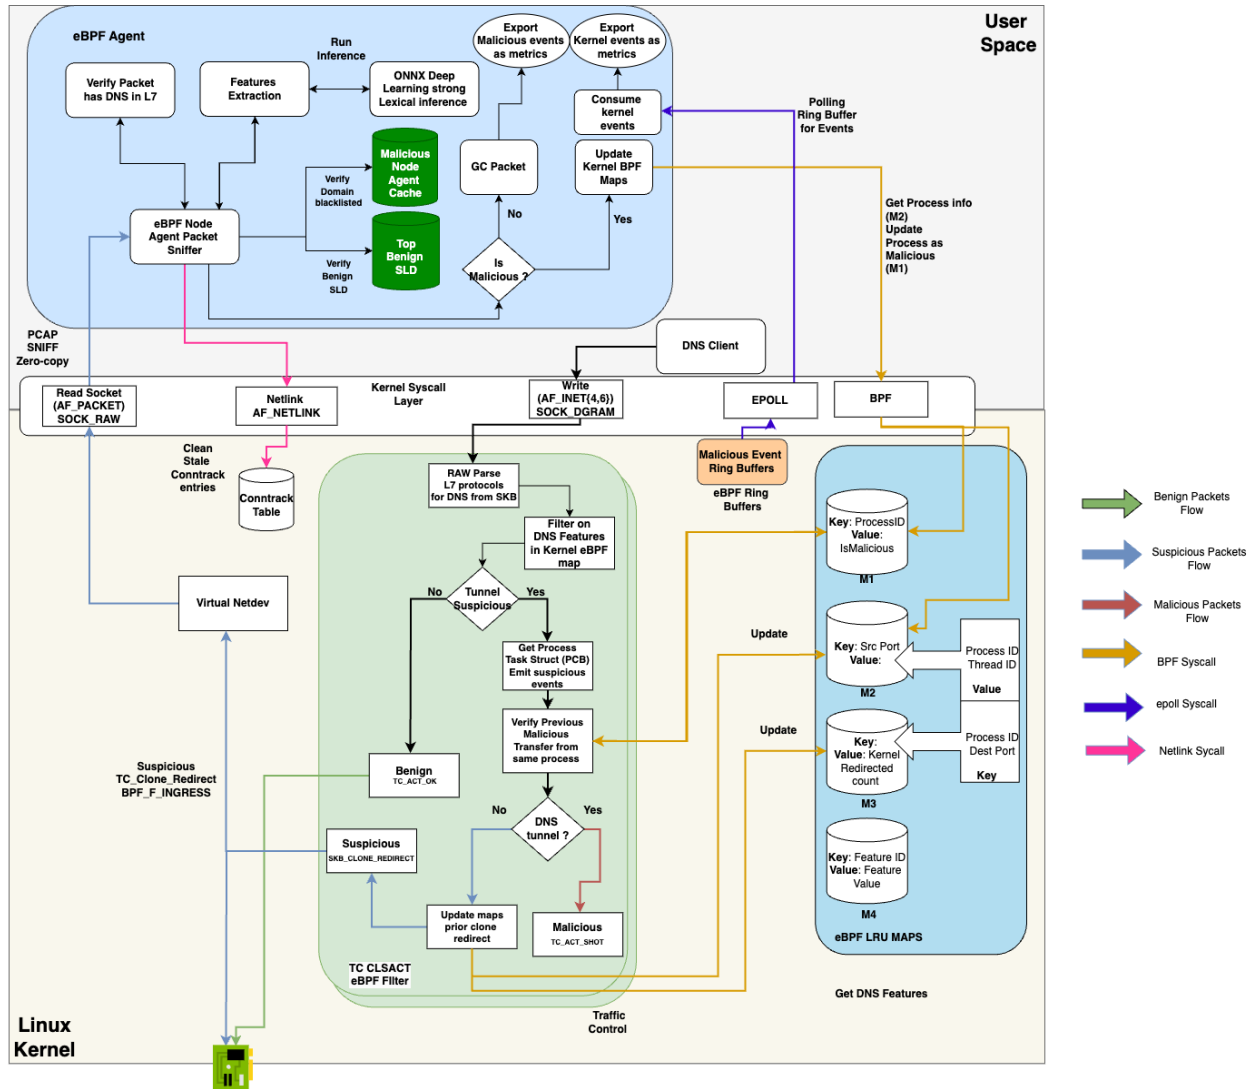 eBPF Agent
User
Space
Export
Malicious events
as metrics
Export
Kernel events as
metrics
Run
Inference
Verify Packet
has DNS in L7
Features
Extraction
ONNX Deep
Learning strong
Lexical inference
Consume
kernel
events
Polling
Ring Buffer
for Events
Malicious
Node
Agent
Cache
GC Packet
Update
Kernel BPF
Maps
Verify
Domain
blacklisted
No
Yes
Get Process info
(M2)
Update
Process as
Malicious
(M1)
eBPF Node
Agent Packet
Sniffer
Top
Benign
SLD
Verify
Benign
SLD
Is
Malicious ?
PCAP
SNIFF
Zero-copy
DNS Client
Read Socket
(AF_PACKET)
SOCK_RAW
Netlink
AF_NETLINK
Kernel Syscall
Layer
Write
(AF_INET{4,6})
SOCK_DGRAM
EPOLL
BPF
Clean
Stale
Conntrack
entries
Conntrack
Table
RAW Parse
L7 protocols
for DNS from SKB
Malicious Event
Ring Buffers
eBPF Ring
Buffers
Filter on
DNS Features
in Kernel eBPF
map
Key: ProcessID
Value:
IsMalicious
M1
Benign Packets
Flow
Suspicious Packets
Flow
Malicious Packets
Flow
BPF Syscall
epoll Syscall
Netlink Sycall
Virtual Netdev
No
Tunnel
Suspicious
Yes
Get Process
Task Struct (PCB)
Emit suspicious
events
Update
Key: Src Port
Value:
M2
Process ID
Thread ID
Value
Verify Previous
Malicious
Transfer from
same process
Update
Key:
Value: Kernel
Redirected
count
M3
Process ID
Dest Port
Key
Suspicious
TC_Clone_Redirect
BPF_F_INGRESS
Benign
TC_ACT_OK
No
DNS
tunnel ?
Yes
Suspicious
SKB_CLONE_REDIRECT
Key: Feature ID
Value: Feature
Value
M4
Update maps
prior clone
redirect
Malicious
TC_ACT_SHOT
eBPF LRU MAPS
TC CLSACT
eBPF Filter
Get DNS Features
Traffic
Control
Linux
Kernel